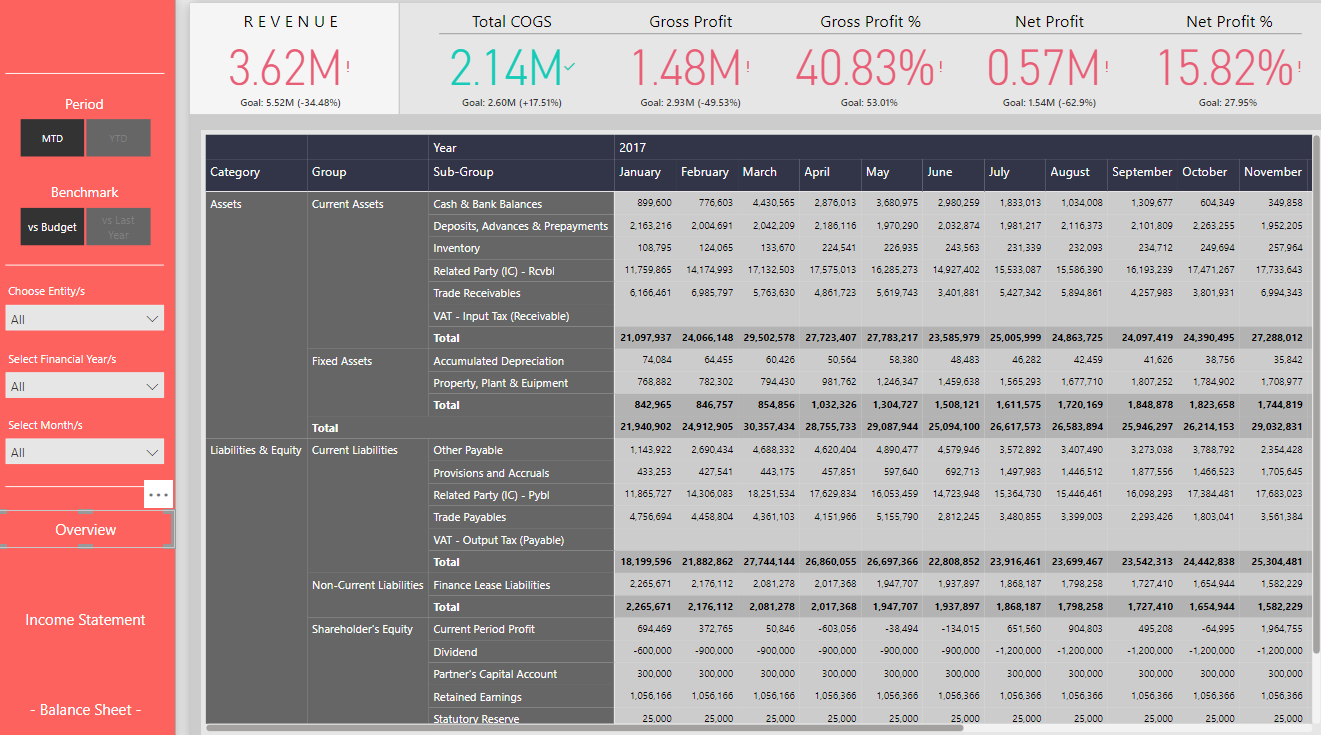 REVENUE
3.62M!
Goal: 5.52M (-34.48%)
Total COGS
2.14M
Goal: 2.60M (+17.51%)
Gross Profit
1.48M!
Goal: 2.93M (-49.53%)
Gross Profit %
40.83%!
Goal: 53.01%
Net Profit
0.57M!
Goal: 1.54M (-62.9%)
Net Profit %
15.82%!
Goal: 27.95%
Period
MTD
YTD
Benchmark
vs Budget
vs Last
Year
Choose Entity/s
All
Select Financial Year/s
All
Select Month/s
All
...
Overview
Income Statement
- Balance Sheet -
Year 2017
Category Group Sub-Group January February March April May June July August September October November
Assets Current Assets Cash & Bank Balances 899,600 776,603 4,430,565 2,876,013 3,680,975 2,980,259 1,833,013 1,034,008 1,309,677 604,349 349,858
Deposits, Advances & Prepayments 2,163,216 2,004,691 2,042,209 2,186,116 1,970,290 2,032,874 1,981,217 2,116,373 2,101,809 2,263,255 1,952,205
Inventory 108,795 124,065 133,670 224,541 226,935 243,563 231,339 232,093 234,712 249,694 257,964
Related Party (IC) - Rcvbl 11,759,865 14,174,993 17,132,503 17,575,013 16,285,273 14,927,402 15,533,087 15,586,390 16,193,239 17,471,267 17,733,643
Trade Receivables 6,166,461 6,985,797 5,763,630 4,861,723 5,619,743 3,401,881 5,427,342 5,894,861 4,257,983 3,801,931 6,994,343
VAT - Input Tax (Receivable)
Total 21,097,937 24,066,148 29,502,578 27,723,407 27,783,217 23,585,979 25,005,999 24,863,725 24,097,419 24,390,495 27,288,012
Fixed Assets Accumulated Depreciation 74,084 64,455 60,426 50,564 58,380 48,483 46,282 42,459 41,626 38,756 35,842
Property, Plant & Euipment 768,882 782,302 794,430 981,762 1,246,347 1,459,638 1,565,293 1,677,710 1,807,252 1,784,902 1,708,977
Total 842,965 846,757 854,856 1,032,326 1,304,727 1,508,121 1,611,575 1,720,169 1,848,878 1,823,658 1,744,819
Total 21,940,902 24,912,905 30,357,434 28,755,733 29,087,944 25,094,100 26,617,573 26,583,894 25,946,297 26,214,153 29,032,831
Liabilities & Equity Current Liabilities Other Payable 1,143,922 2,690,434 4,688,332 4,620,404 4,890,477 4,579,946 3,572,892 3,407,490 3,273,038 3,788,792 2,354,428
Provisions and Accruals 433,253 427,541 443,175 457,851 597,640 692,713 1,497,983 1,446,512 1,877,556 1,466,523 1,705,645
Related Party (IC) - Pybl 11,865,727 14,306,083 18,251,534 17,629,834 16,053,459 14,723,948 15,364,730 15,446,461 16,098,293 17,384,481 17,683,023
Trade Payables 4,756,694 4,458,804 4,361,103 4,151,966 5,155,790 2,812,245 3,480,855 3,399,003 2,293,426 1,803,041 3,561,384
VAT - Output Tax (Payable)
Total 18,199,596 21,882,862 27,744,144 26,860,055 26,697,366 22,808,852 23,916,461 23,699,467 23,542,313 24,442,838 25,304,481
Non-Current Liabilities Finance Lease Liabilities 2,265,671 2,176,112 2,081,278 2,017,368 1,947,707 1,937,897 1,868,187 1,798,258 1,727,410 1,654,944 1,582,229
Total 2,265,671 2,176,112 2,081,278 2,017,368 1,947,707 1,937,897 1,868,187 1,798,258 1,727,410 1,654,944 1,582,229
Shareholder's Equity Current Period Profit 694,469 372,765 50,846 -603,056 -38,494 -134,015 651,560 904,803 495,208 -64,995 1,964,755
Dividend -600,000 -900,000 -900,000 -900,000 -900,000 -900,000 -1,200,000 -1,200,000 -1,200,000 -1,200,000 -1,200,000
Partner's Capital Account 300,000 300,000 300,000 300,000 300,000 300,000 300,000 300,000 300,000 300,000 300,000
Retained Earnings 1,056,166 1,056,166 1,056,166 1,056,366 1,056,366 1,056,366 1,056,366 1,056,366 1,056,366 1,056,366 1,056,366
Statutory Reserve 25,000 25,000 25,000 25,000 25,000 25,000 25,000 25,000 25,000 25,000 25,000